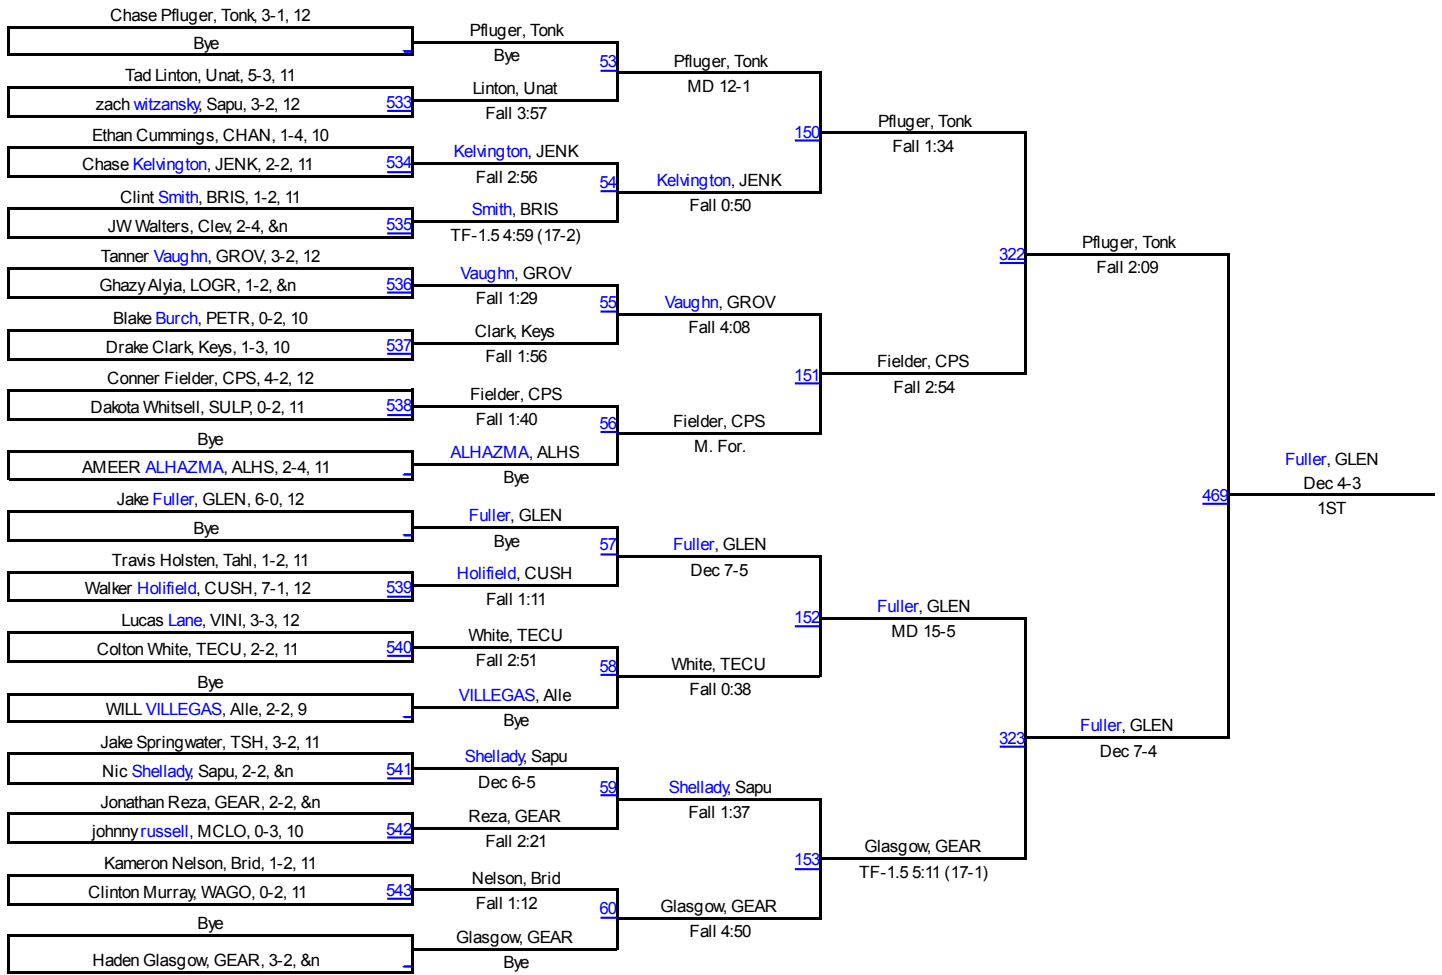 Chase Pfluger, Tonk, 3-1, 12
Bye
Tad Linton, Unat, 5-3, 11
zach witzansky, Sapu, 3-2, 12
533
Ethan Cummings, CHAN, 1-4, 10
Chase Kelvington, JENK, 2-2, 11
534
Clint Smith, BRIS, 1-2, 11
JW Walters, Clev, 2-4, &n
535
Tanner Vaughn, GROV, 3-2, 12
Ghazy Alyia, LOGR, 1-2, &n
536
Blake Burch, PETR, 0-2, 10
Drake Clark, Keys, 1-3, 10
537
Conner Fielder, CPS, 4-2, 12
Dakota Whitsell, SULP, 0-2, 11
538
Bye
AMEER ALHAZMA, ALHS, 2-4, 11
Jake Fuller, GLEN, 6-0, 12
Bye
Travis Holsten, Tahl, 1-2, 11
Walker Holifield, CUSH, 7-1, 12
539
Lucas Lane, VINI, 3-3, 12
Colton White, TECU, 2-2, 11
540
Bye
WILL VILLEGAS, Alle, 2-2, 9
Jake Springwater, TSH, 3-2, 11
Nic Shellady, Sapu, 2-2, &n
541
Jonathan Reza, GEAR, 2-2, &n
johnny russell, MCLO, 0-3, 10
542
Kameron Nelson, Brid, 1-2, 11
Clinton Murray, WAGO, 0-2, 11
543
Bye
Haden Glasgow, GEAR, 3-2, &n
Pfluger, Tonk
Bye
53
Linton, Unat
Fall 3:57
Kelvington, JENK
Fall 2:56
54
Smith, BRIS
TF-1.5 4:59 (17-2)
Vaughn, GROV
Fall 1:29
55
Clark, Keys
Fall 1:56
Fielder, CPS
Fall 1:40
56
ALHAZMA, ALHS
Bye
Fuller, GLEN
Bye
57
Holifield, CUSH
Fall 1:11
White, TECU
Fall 2:51
58
VILLEGAS, Alle
Bye
Shellady, Sapu
Dec 6-5
59
Reza, GEAR
Fall 2:21
Nelson, Brid
Fall 1:12
60
Glasgow, GEAR
Bye
Pfluger, Tonk
MD 12-1
150
Kelvington, JENK
Fall 0:50
Vaughn, GROV
Fall 4:08
151
Fielder, CPS
M. For.
Fuller, GLEN
Dec 7-5
152
White, TECU
Fall 0:38
Shellady, Sapu
Fall 1:37
153
Glasgow, GEAR
Fall 4:50
Pfluger, Tonk
Fall 1:34
322
Fielder, CPS
Fall 2:54
Fuller, GLEN
MD 15-5
323
Glasgow, GEAR
TF-1.5 5:11 (17-1)
Pfluger, Tonk
Fall 2:09
469
Fuller, GLEN
Dec 7-4
Fuller, GLEN
Dec 4-3
1ST